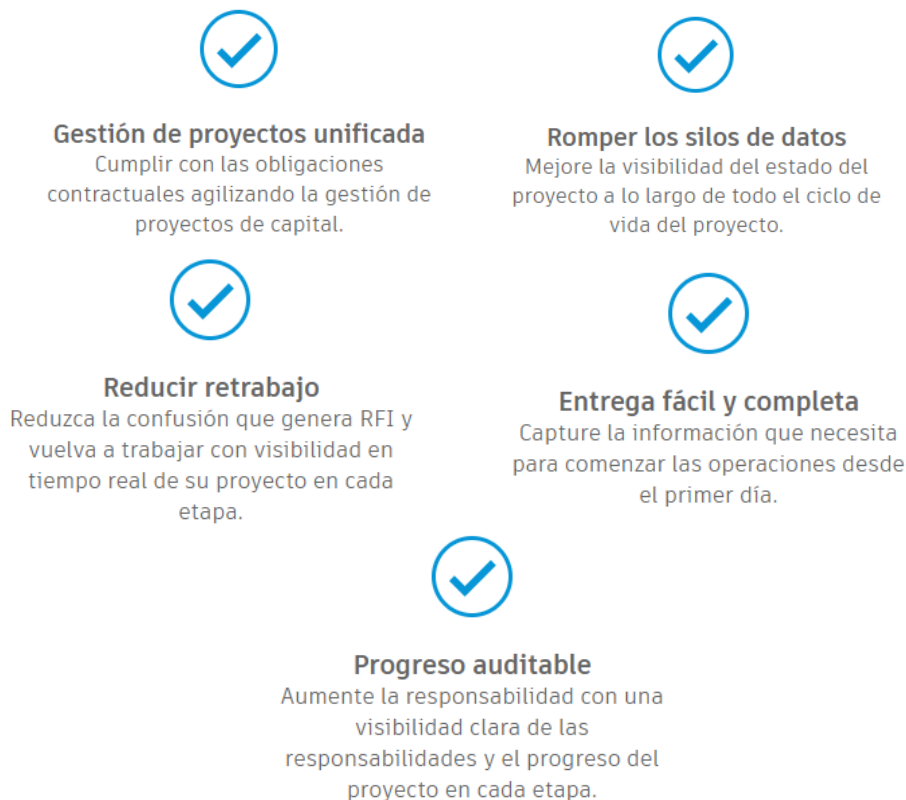 Gestión de proyectos unificada
Cumplir con las obligaciones
contractuales agilizando la gestión de
proyectos de capital.
Romper los silos de datos
Mejore la visibilidad del estado del
proyecto a lo largo de todo el ciclo de
vida del proyecto.
Reducir retrabajo
Reduzca la confusión que genera RFI y
vuelva a trabajar con visibilidad en
tiempo real de su proyecto en cada
etapa.
Entrega fácil y completa
Capture la información que necesita
para comenzar las operaciones desde
el primer día.
Progreso auditable
Aumente la responsabilidad con una
visibilidad clara de las
responsabilidades y el progreso del
proyecto en cada etapa.